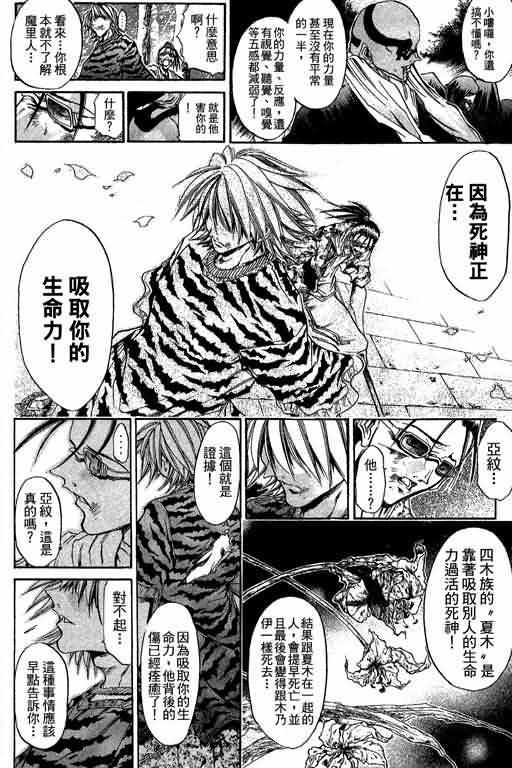 小嘍囉，你還
搞不懂嗎？
現在你的力量
甚至沒有平常
的一半，
你的力量、反應，還
有視覺、聽覺、嗅覺
等五感都減弱了！
什麼意思
啊？
看來…你根
本就不了解
魔里人…
就是他
害你的
什麼？
因為死神正
在…
吸取你的
生命力！
亞紋…
他…
這個就是
證據！
…
亞紋，這是
真的嗎？
四木族的〝夏木〞是
靠著吸取別人的生命
力過活的死神！
結果跟夏木在一起的
人，會提早死亡，並
且最後會變得跟木乃
伊一樣死去…
因為吸取你的生
命力，他背後的
傷已經痊癒了！
對不起…
這種事情應該
早點告訴你…